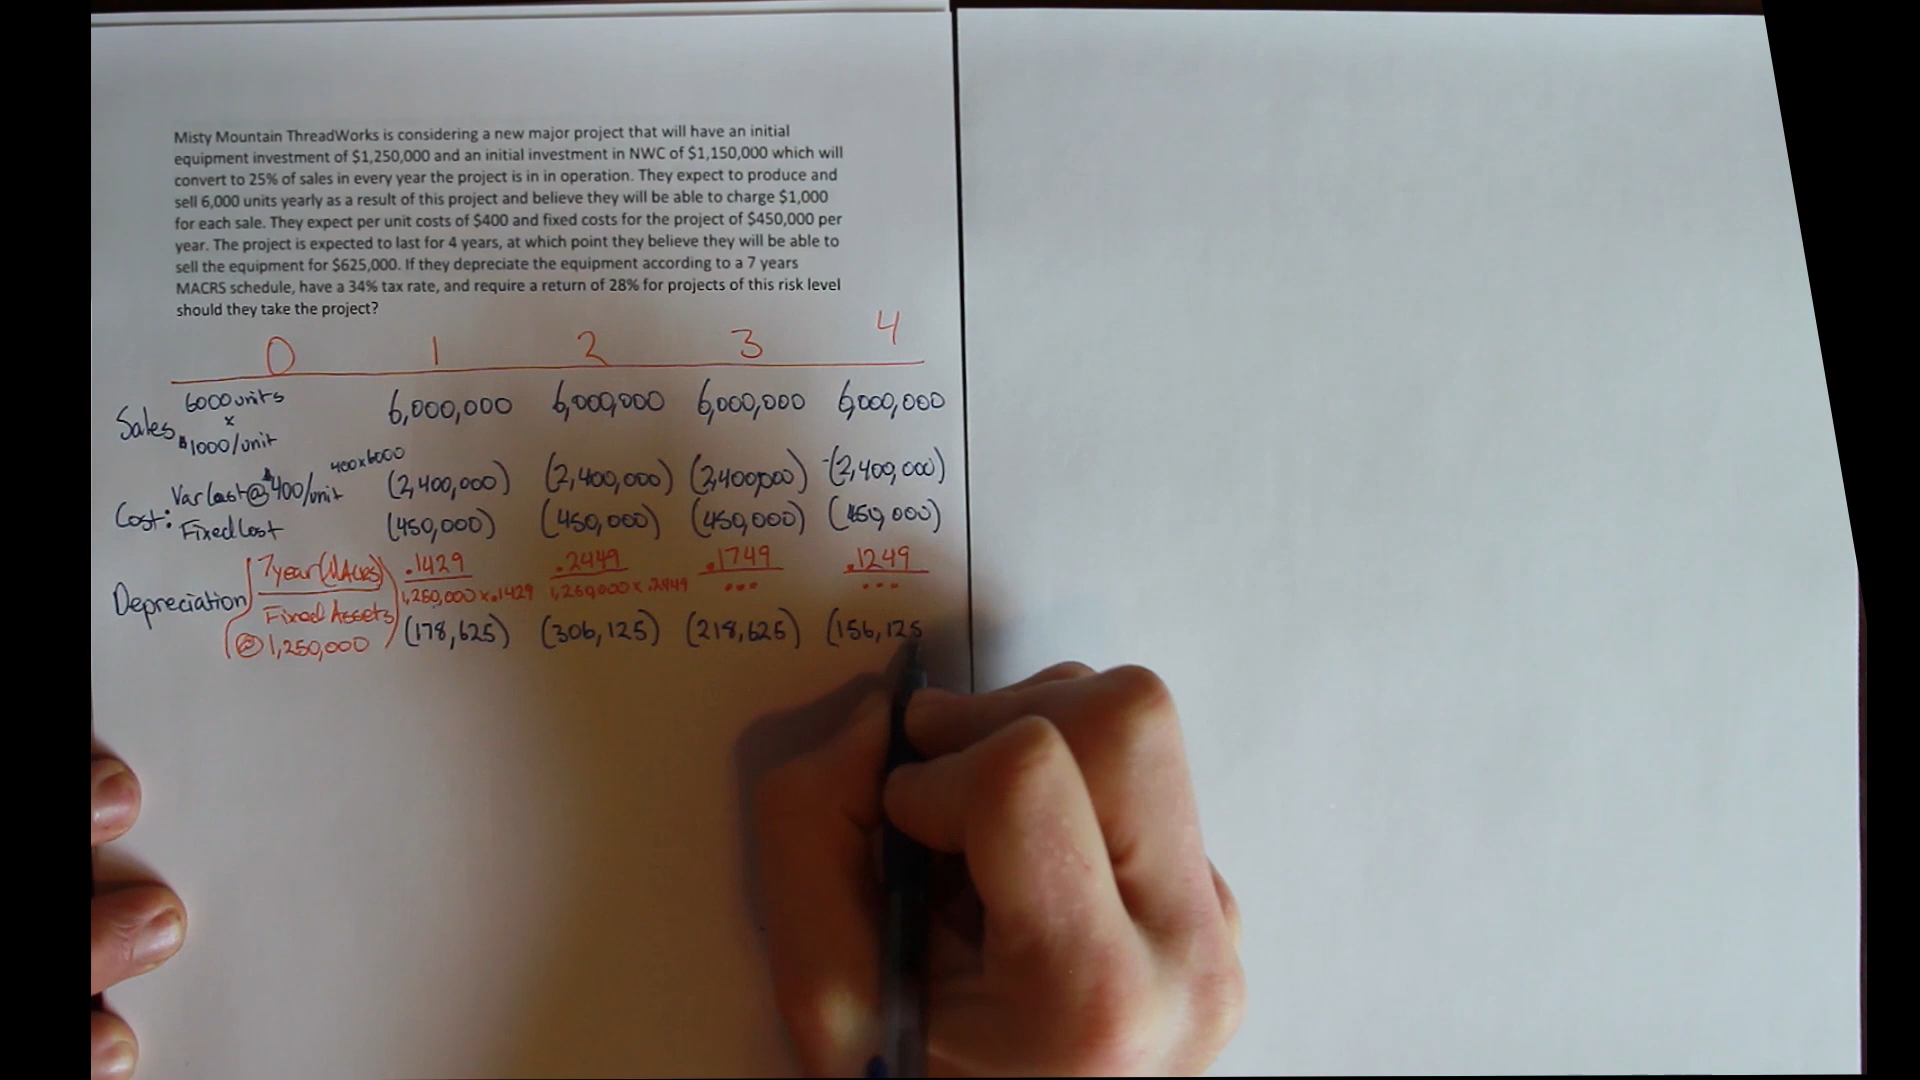 Misty Mountain ThreadWorks is considering a new major project that will have an initial
equipment investment of $1,250,000 and an initial investment in NWC of $1,150,000 which will
convert to 25% of sales in every year the project is in in operation. They expect to produce and
sell 6,000 units yearly as a result of this project and believe they will be able to charge $1,000
for each sale. They expect per unit costs of $400 and fixed costs for the project of $450,000 per
year. The project is expected to last for 4 years, at which point they believe they will be able to
sell the equipment for $625,000. If they depreciate the equipment according to a 7 years
MACRS schedule, have a 34% tax rate, and require a return of 28% for projects of this risk level
should they take the project?
0 1 2 3 4
Sales 6000 units x $1000/unit 6,000,000 6,000,000 6,000,000 6,000,000
Cost: Var Cost @ $400/unit 400x6000 (2,400,000) (2,400,000) (2,400,000) (2,400,000)
Fixed Cost (450,000) (450,000) (450,000) (450,000)
7 year (MACRS) .1429 .2449 .1749 .1249
Depreciation Fixed Assets 1,250,000 x .1429 1,250,000 x .2449 ... ...
@ 1,250,000 (178,625) (306,125) (218,625) (156,125